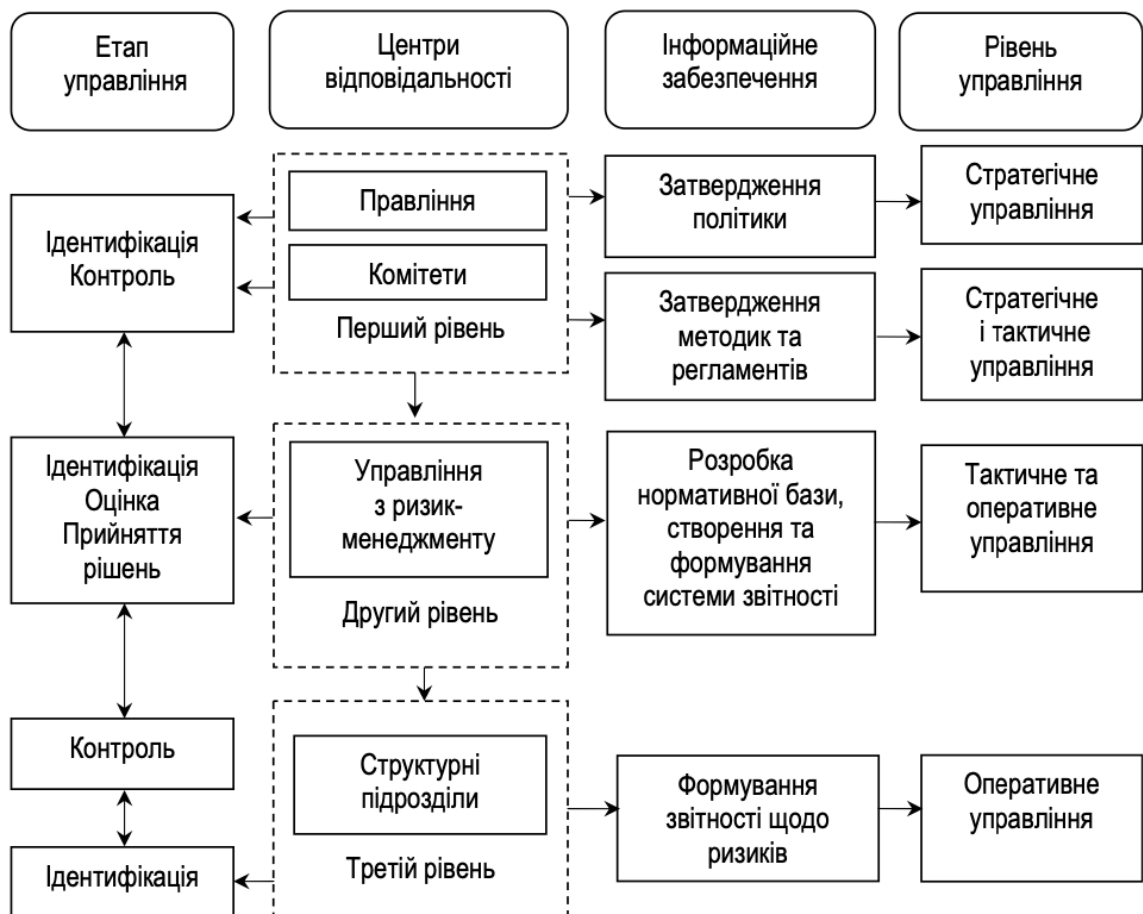 Етап
управління
Центри
відповідальності
Інформаційне
забезпечення
Рівень
управління
Ідентифікація
Контроль
Правління
Комітети
Перший рівень
Затвердження
політики
Стратегічне
управління
Затвердження
методик та
регламентів
Стратегічне
і тактичне
управління
Ідентифікація
Оцінка
Прийняття
рішень
Управління
з ризик-
менеджменту
Другий рівень
Розробка
нормативної бази,
створення та
формування
системи звітності
Тактичне та
оперативне
управління
Контроль
Ідентифікація
Структурні
підрозділи
Третій рівень
Формування
звітності щодо
ризиків
Оперативне
управління